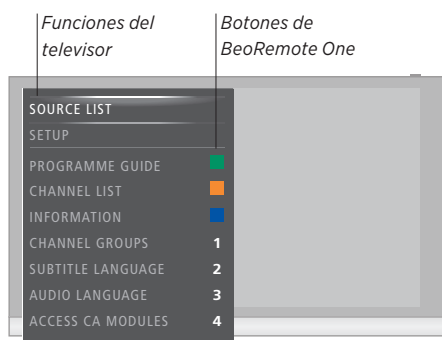 Funciones del
televisor
Botones de
BeoRemote One
SOURCE LIST
SETUP
PROGRAMME GUIDE
CHANNEL LIST
INFORMATION
CHANNEL GROUPS 1
SUBTITLE LANGUAGE 2
AUDIO LANGUAGE 3
ACCESS CA MODULES 4